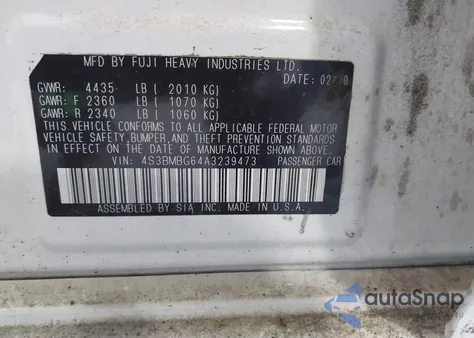 MFD BY FUJI HEAVY INDUSTRIES LTD.
DATE: 02/10
GVWR: 4435 LB ( 2010 KG)
GAWR: F 2360 LB ( 1070 KG)
GAWR: R 2340 LB ( 1060 KG)
THIS VEHICLE CONFORMS TO ALL APPLICABLE FEDERAL MOTOR
VEHICLE SAFETY, BUMPER, AND THEFT PREVENTION STANDARDS
IN EFFECT ON THE DATE OF MANUFACTURE SHOWN ABOVE.
VIN: 4S3BMBG64A3239473 PASSENGER CAR
ASSEMBLED BY SIA INC. MADE IN U.S.A.
autoSnap